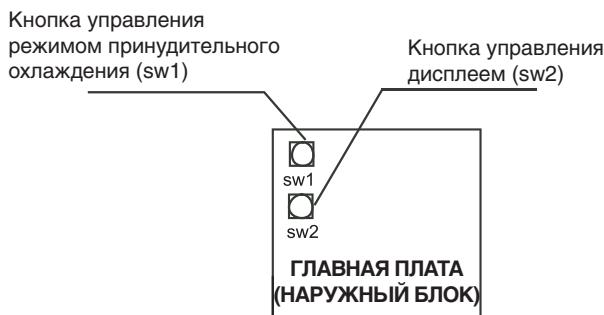 Кнопка управления
режимом принудительного
охлаждения (sw1)
Кнопка управления
дисплеем (sw2)
sw1
sw2
ГЛАВНАЯ ПЛАТА
(НАРУЖНЫЙ БЛОК)